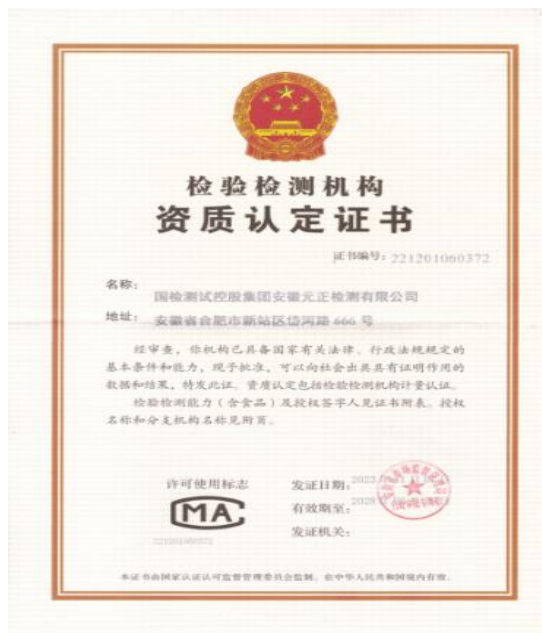 检验检测机构
资质认定证书
证书编号：221201060372
名称：
国检测试控股集团安徽元正检测有限公司
地址：
安徽省合肥市新站区岱河路 666 号
经审查，你机构已具备国家有关法律、行政法规规定的
基本条件和能力，现予批准，可以向社会出具具有证明作用的
数据和结果，特发此证。资质认定包括检验检测机构计量认证。
检验检测能力（含食品）及授权签字人见证书附表。授权
名称和分支机构名称见附页。
许可使用标志
MA
221201060372
发证日期：
有效期至：
发证机关：
本证书由国家认证认可监督管理委员会监制，在中华人民共和国境内有效。